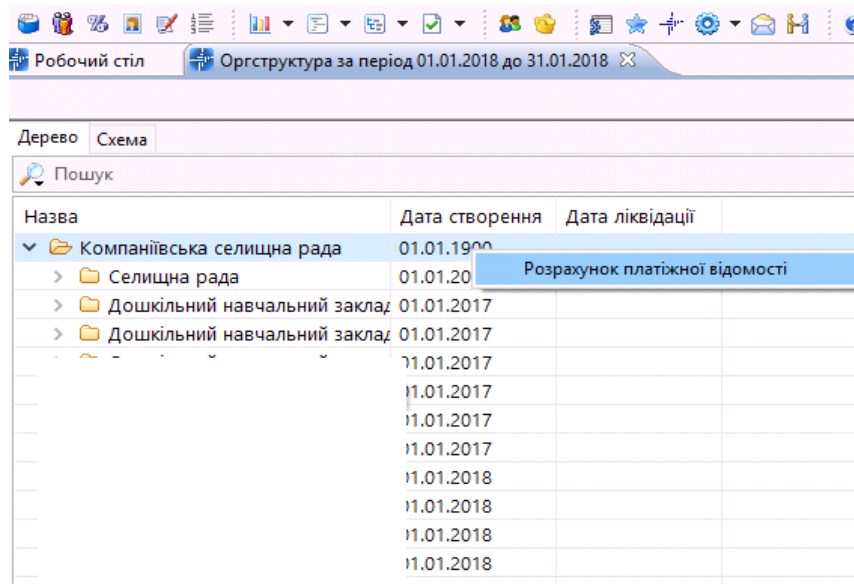 Робочий стіл Оргструктура за період 01.01.2018 до 31.01.2018
Дерево Схема
Пошук
Назва Дата створення Дата ліквідації
Компаніївська селищна рада 01.01.1900
Селищна рада 01.01.20
Розрахунок платіжної відомості
Дошкільний навчальний заклад 01.01.2017
Дошкільний навчальний заклад 01.01.2017
01.01.2017
01.01.2017
01.01.2017
01.01.2017
01.01.2018
01.01.2018
01.01.2018
01.01.2018